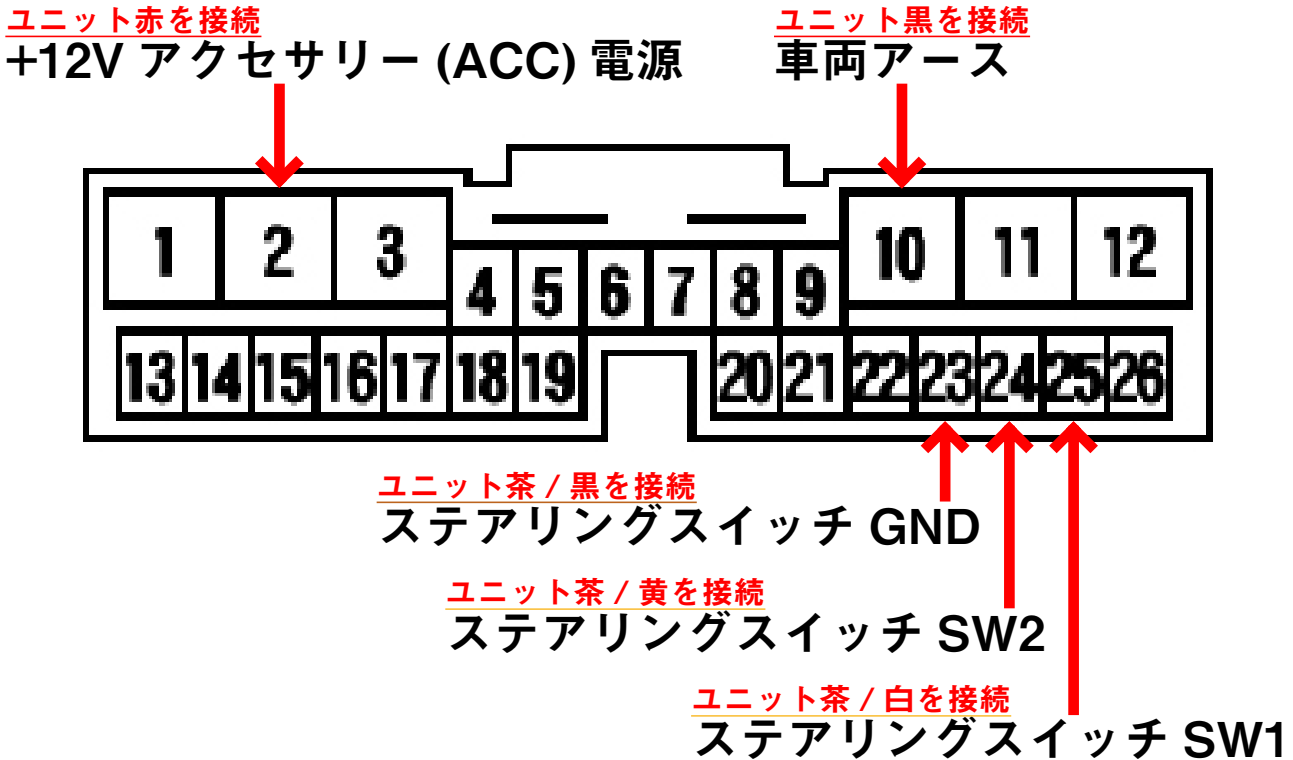 ユニット赤を接続
+12V アクセサリー (ACC) 電源
ユニット黒を接続
車両アース
1 2 3
4 5 6 7 8 9
10 11 12
13 14 15 16 17 18 19
20 21 22 23 24 25 26
ユニット茶 / 黒を接続
ステアリングスイッチ GND
ユニット茶 / 黄を接続
ステアリングスイッチ SW2
ユニット茶 / 白を接続
ステアリングスイッチ SW1